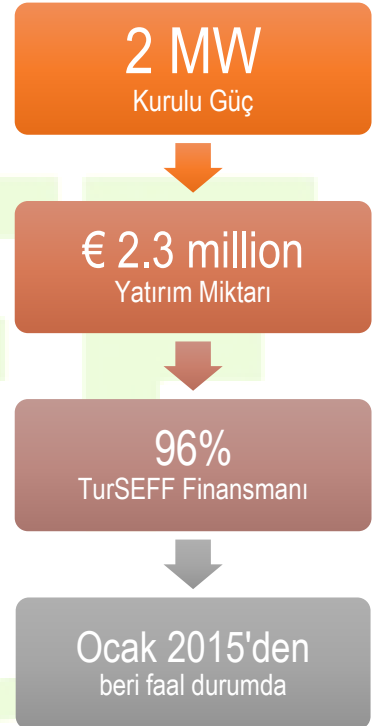 2 MW
Kurulu Güç
€ 2.3 million
Yatırım Miktarı
96%
TurSEFF Finansmanı
Ocak 2015'den
beri faal durumda